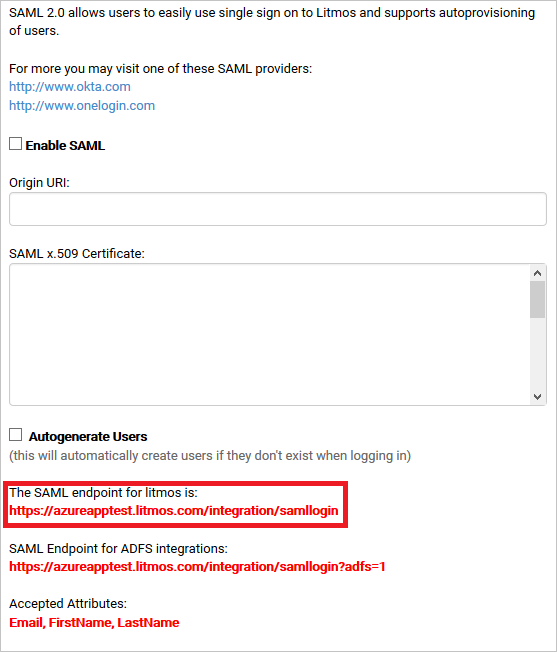 SAML 2.0 allows users to easily use single sign on to Litmos and supports autoprovisioning
of users.
For more you may visit one of these SAML providers:
http://www.okta.com
http://www.onelogin.com
Enable SAML
Origin URI:
SAML x.509 Certificate:
Autogenerate Users
(this will automatically create users if they don't exist when logging in)
The SAML endpoint for litmos is:
https://azureapptest.litmos.com/integration/samllogin
SAML Endpoint for ADFS integrations:
https://azureapptest.litmos.com/integration/samllogin?adfs=1
Accepted Attributes:
Email, FirstName, LastName